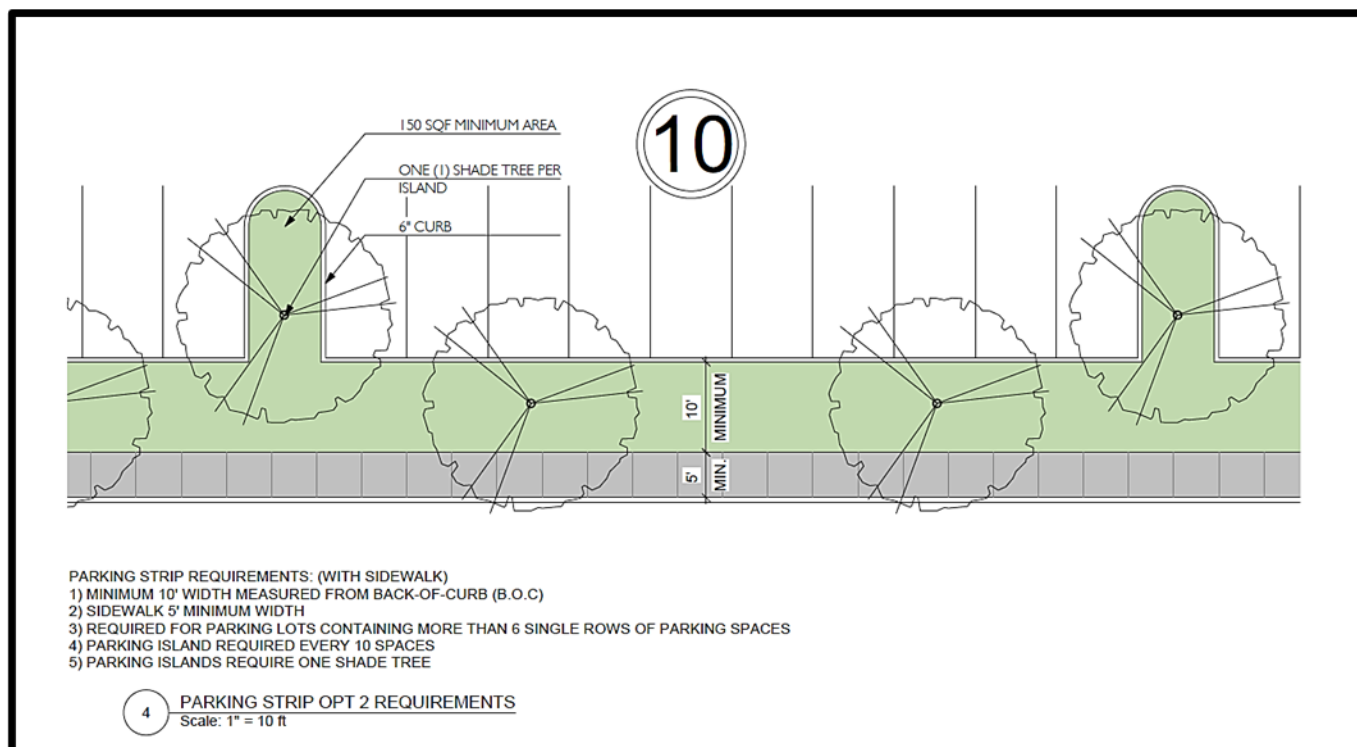 150 SQF MINIMUM AREA
10
ONE (1) SHADE TREE PER
ISLAND
6" CURB
10'
MINIMUM
5'
MIN.
PARKING STRIP REQUIREMENTS: (WITH SIDEWALK)
1) MINIMUM 10' WIDTH MEASURED FROM BACK-OF-CURB (B.O.C)
2) SIDEWALK 5' MINIMUM WIDTH
3) REQUIRED FOR PARKING LOTS CONTAINING MORE THAN 6 SINGLE ROWS OF PARKING SPACES
4) PARKING ISLAND REQUIRED EVERY 10 SPACES
5) PARKING ISLANDS REQUIRE ONE SHADE TREE
4
PARKING STRIP OPT 2 REQUIREMENTS
Scale: 1" = 10 ft